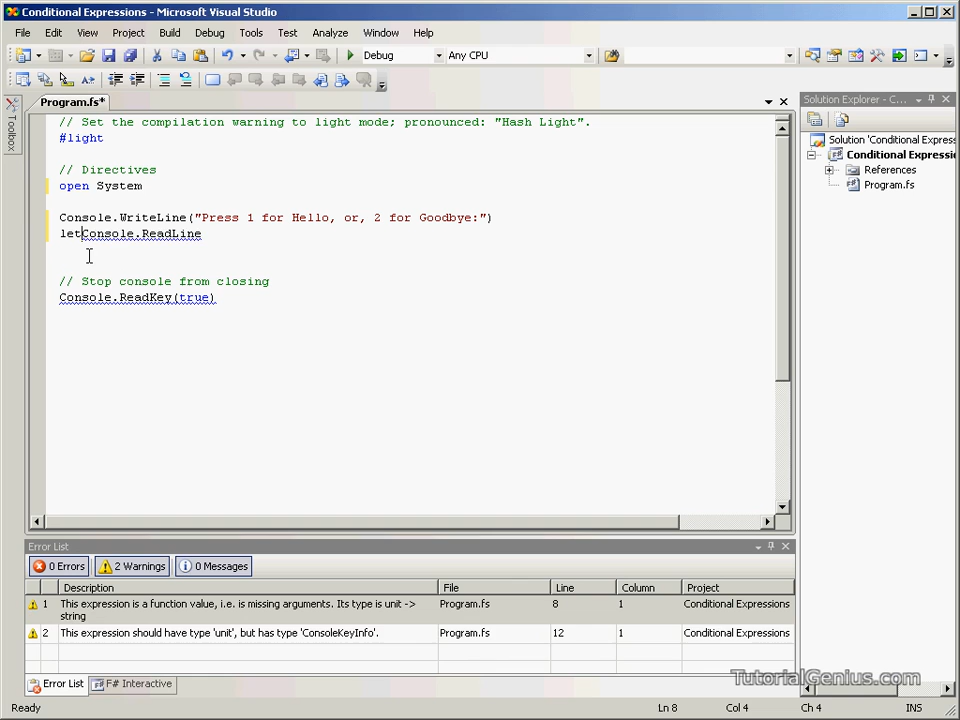 Conditional Expressions - Microsoft Visual Studio
File Edit View Project Build Debug Tools Test Analyze Window Help
Debug Any CPU
Program.fs*
Solution Explorer - C...
Toolbox
// Set the compilation warning to light mode; pronounced: "Hash Light".
#light
// Directives
open System
Console.WriteLine("Press 1 for Hello, or, 2 for Goodbye:")
letConsole.ReadLine
// Stop console from closing
Console.ReadKey(true)
Solution 'Conditional Express
Conditional Expressi
References
Program.fs
Error List
0 Errors 2 Warnings 0 Messages
Description File Line Column Project
1 This expression is a function value, i.e. is missing arguments. Its type is unit -> string Program.fs 8 1 Conditional Expressions
2 This expression should have type 'unit', but has type 'ConsoleKeyInfo'. Program.fs 12 1 Conditional Expressions
Error List F# Interactive
TutorialGenius.com
Ready Ln 8 Col 4 Ch 4 INS